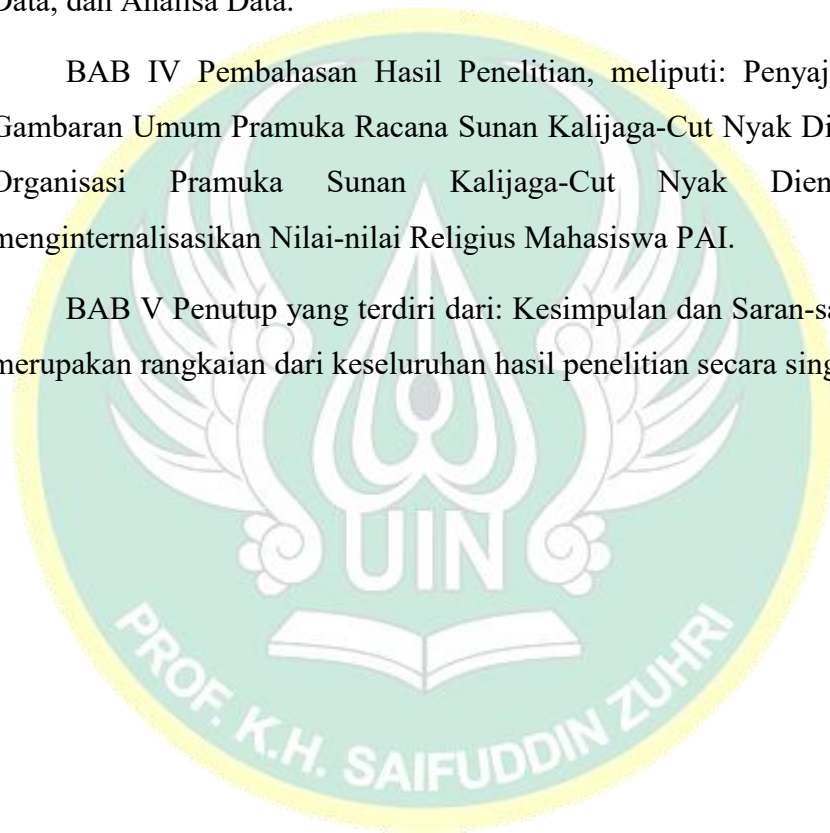 Data, dan Analisa Data.
BAB IV Pembahasan Hasil Penelitian, meliputi: Penyaj
Gambaran Umum Pramuka Racana Sunan Kalijaga-Cut Nyak Di
Organisasi Pramuka Sunan Kalijaga-Cut Nyak Dien
menginternalisasikan Nilai-nilai Religius Mahasiswa PAI.
BAB V Penutup yang terdiri dari: Kesimpulan dan Saran-sa
merupakan rangkaian dari keseluruhan hasil penelitian secara sing
UIN
PROF. K.H. SAIFUDDIN ZUHRI